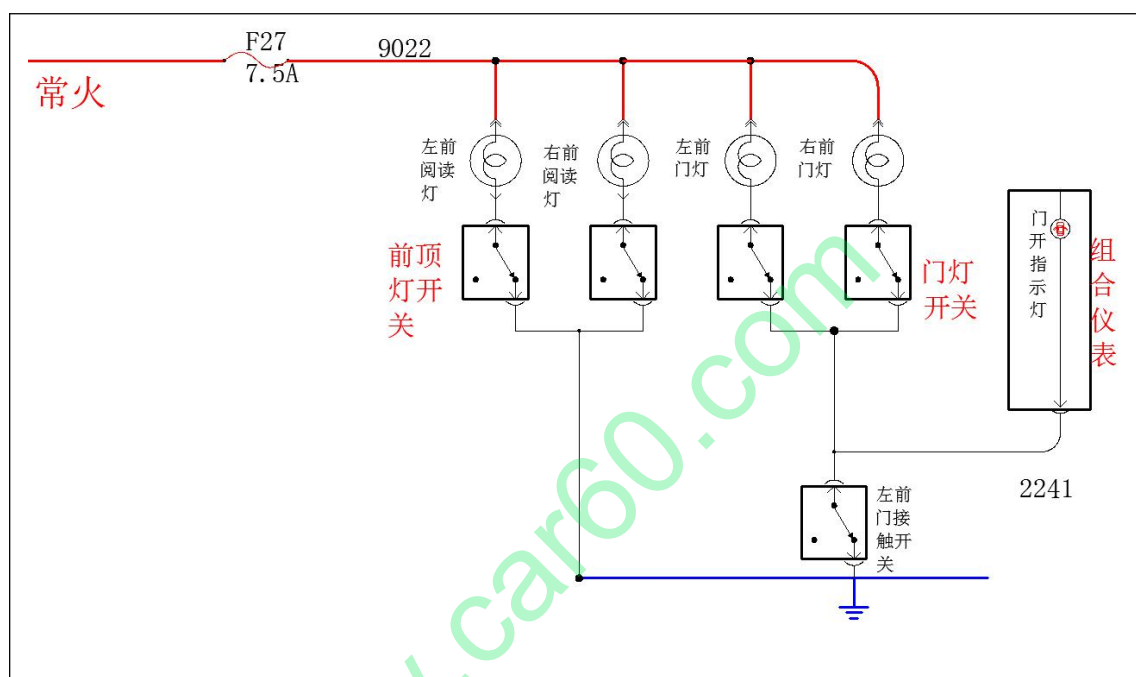 F27
7.5A
9022
常火
左前
阅读
灯
右前
阅读
灯
左前
门灯
右前
门灯
前顶
灯开
关
门灯
开关
门
开
指
示
灯
组
合
仪
表
2241
左前
门接
触开
关
.car60.com